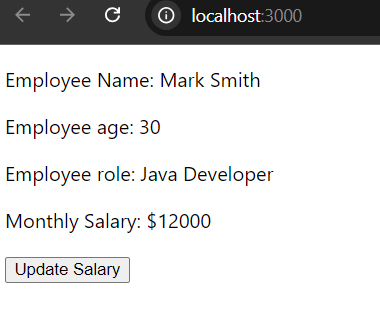 localhost:3000
Employee Name: Mark Smith
Employee age: 30
Employee role: Java Developer
Monthly Salary: $12000
Update Salary